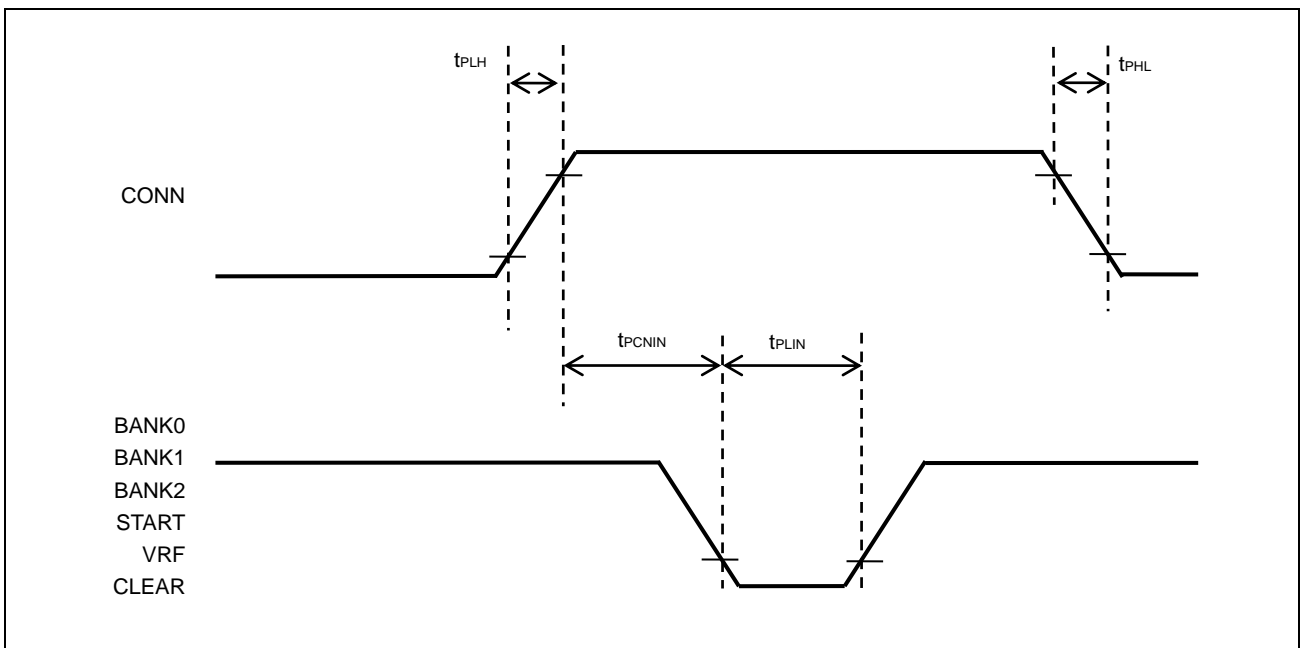 tPLH
tPHL
CONN
tPCNIN
tPLIN
BANK0
BANK1
BANK2
START
VRF
CLEAR